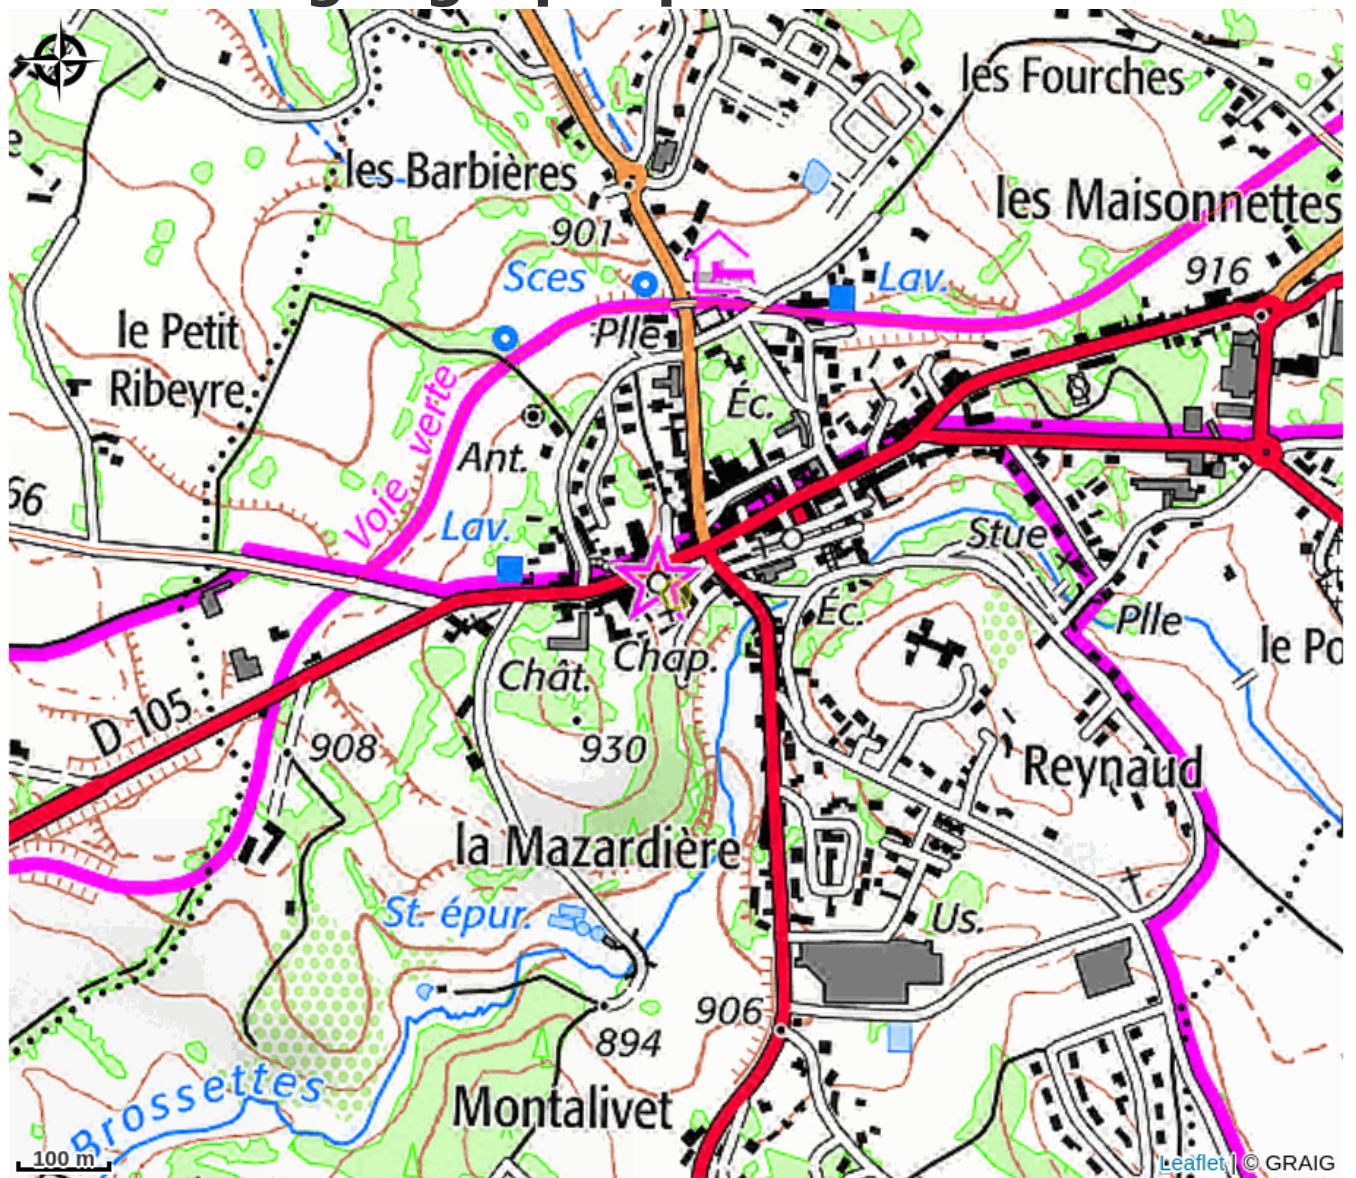 les Fourches
les Barbières
les Maisonnettes
901
Sces
Lav.
916
le Petit
Ribeyre
Plle
Voie verte
Éc.
Ant.
66
Lav.
Stue
Éc.
Plle
le Po
Chap.
Chât.
D 105
908
930
Reynaud
la Mazardière
St. épur.
Us.
906
894
Brossettes
Montalivet
100 m
Leaflet | © GRAIG